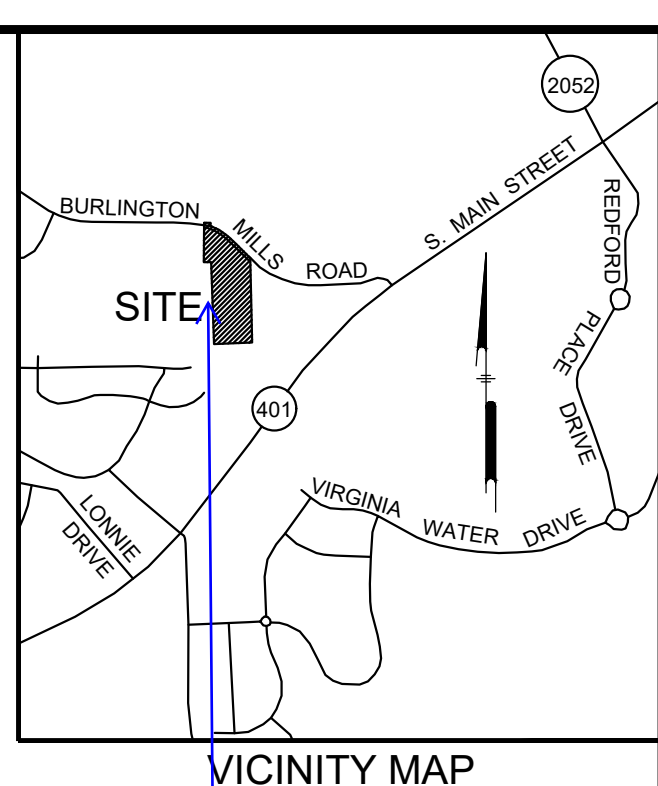 2052
S. MAIN STREET
REDFORD
PLACE
DRIVE
BURLINGTON
MILLS
ROAD
SITE
401
LONNIE
DRIVE
VIRGINIA
WATER
DRIVE
VICINITY MAP